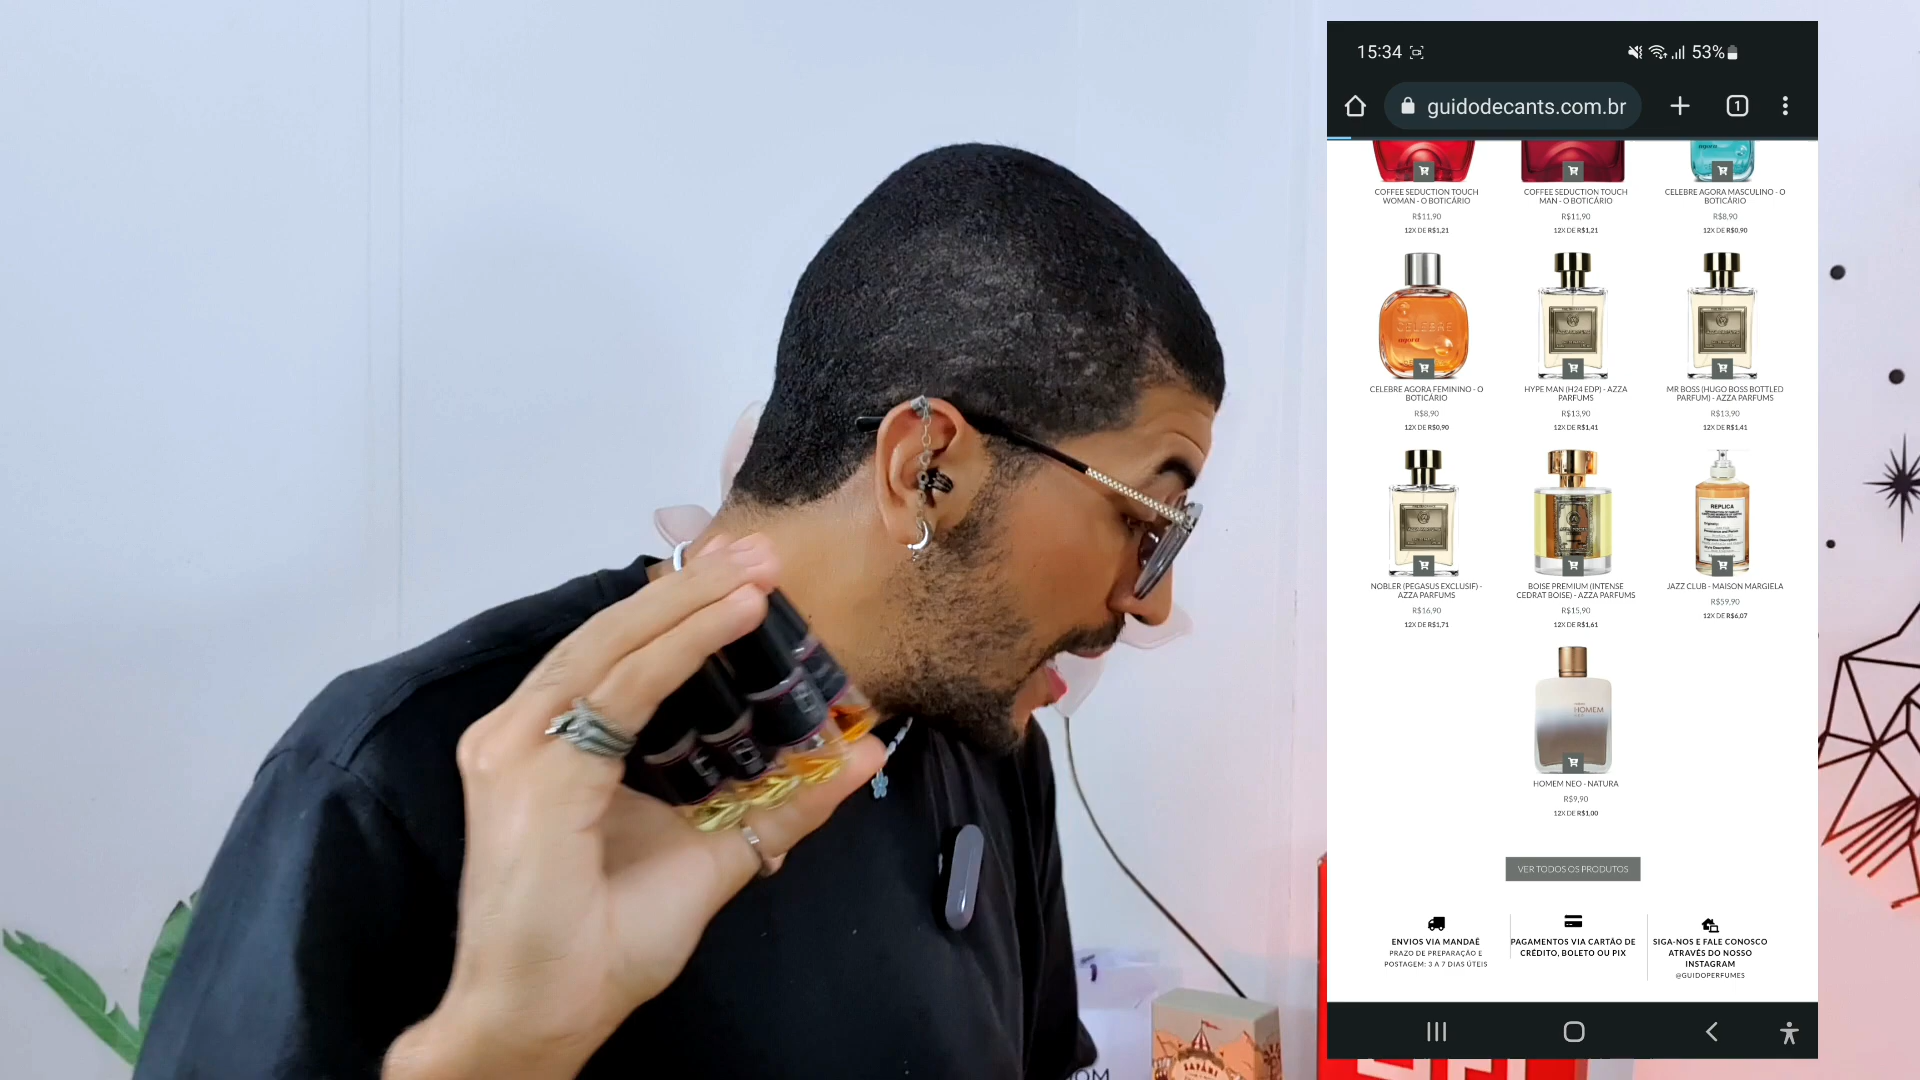 15:34
53%
guidodecants.com.br
1
agora
COFFEE SEDUCTION TOUCH
WOMAN - O BOTICÁRIO
R$11,90
12X DE R$1,21
COFFEE SEDUCTION TOUCH
MAN - O BOTICÁRIO
R$11,90
12X DE R$1,21
CELEBRE AGORA MASCULINO - O
BOTICÁRIO
R$8,90
12X DE R$0,90
CELEBRE
agora
CELEBRE AGORA FEMININO - O
BOTICÁRIO
R$8,90
12X DE R$0,90
HYPE MAN (H24 EDP) - AZZA
PARFUMS
R$13,90
12X DE R$1,41
MR BOSS (HUGO BOSS BOTTLED
PARFUM) - AZZA PARFUMS
R$13,90
12X DE R$1,41
REPLICA
NOBLER (PEGASUS EXCLUSIF) -
AZZA PARFUMS
R$16,90
12X DE R$1,71
BOISE PREMIUM (INTENSE
CEDRAT BOISE) - AZZA PARFUMS
R$15,90
12X DE R$1,61
JAZZ CLUB - MAISON MARGIELA
R$59,90
12X DE R$6,07
HOMEM
HOMEM NEO - NATURA
R$9,90
12X DE R$1,00
VER TODOS OS PRODUTOS
ENVIOS VIA MANDAÊ
PRAZO DE PREPARAÇÃO E
POSTAGEM: 3 A 7 DIAS ÚTEIS
PAGAMENTOS VIA CARTÃO DE
CRÉDITO, BOLETO OU PIX
SIGA-NOS E FALE CONOSCO
ATRAVÉS DO NOSSO
INSTAGRAM
@GUIDOPERFUMES